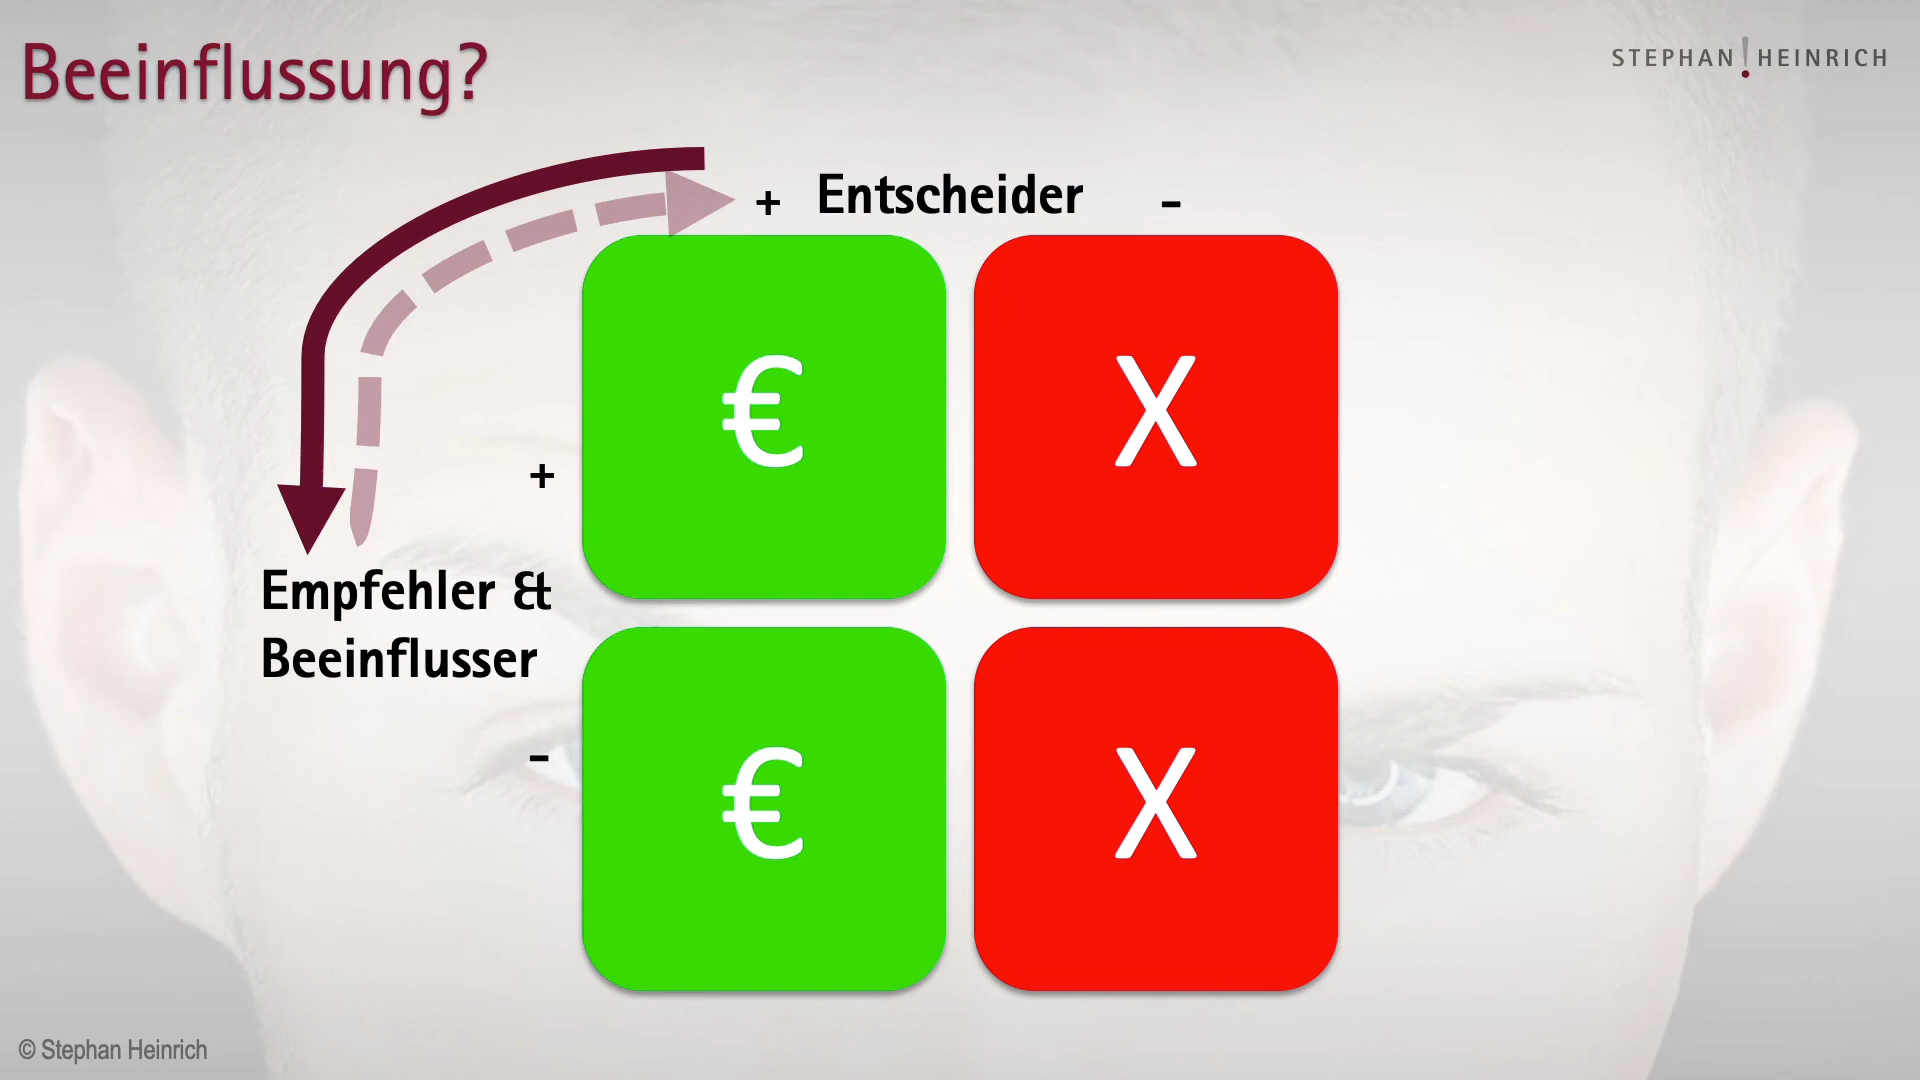 Beeinflussung?
STEPHAN!HEINRICH
+ Entscheider -
€ X
+
Empfehler &
Beeinflusser
-
€ X
© Stephan Heinrich